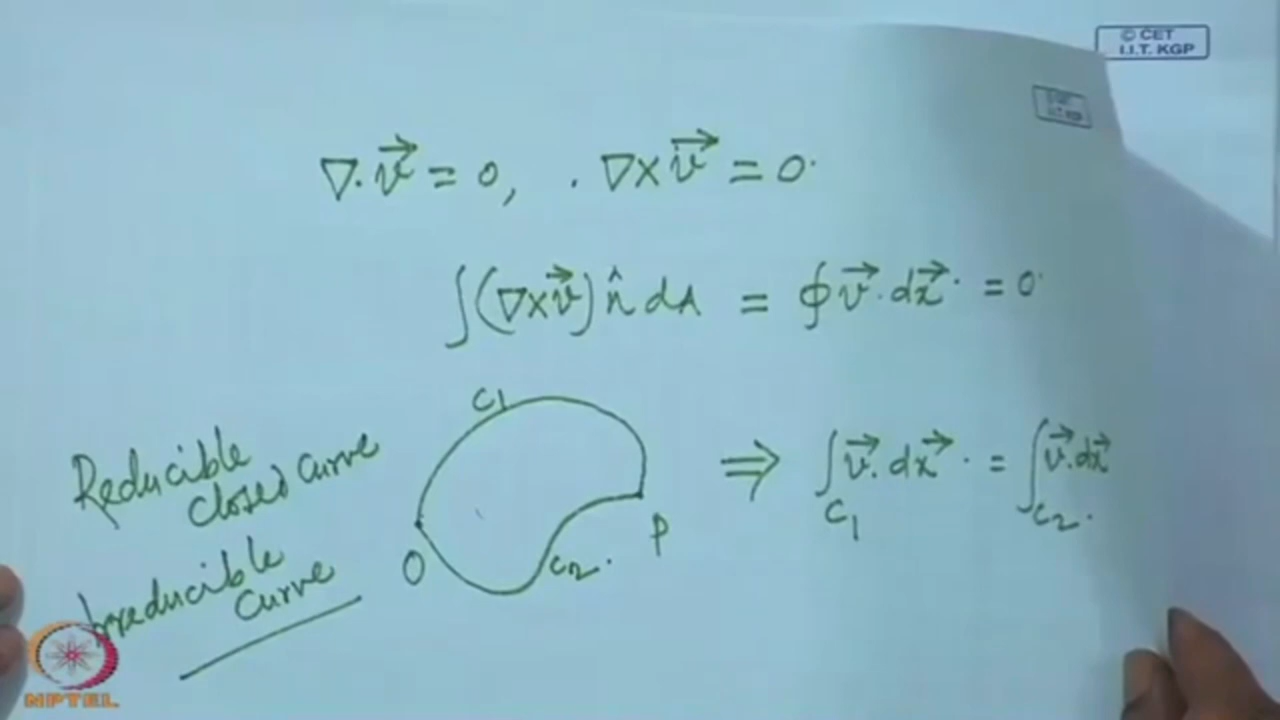 © CET
I.I.T. KGP
∇·v⃗ = 0, ∇×v⃗ = 0
∫(∇×v⃗) n̂ dA = ∮v⃗·dx⃗ = 0
C1
Reducible
closed curve
⇒ ∫C1 v⃗·dx⃗ = ∫C2 v⃗·dx⃗
P
O
C2
Irreducible
curve
NPTEL